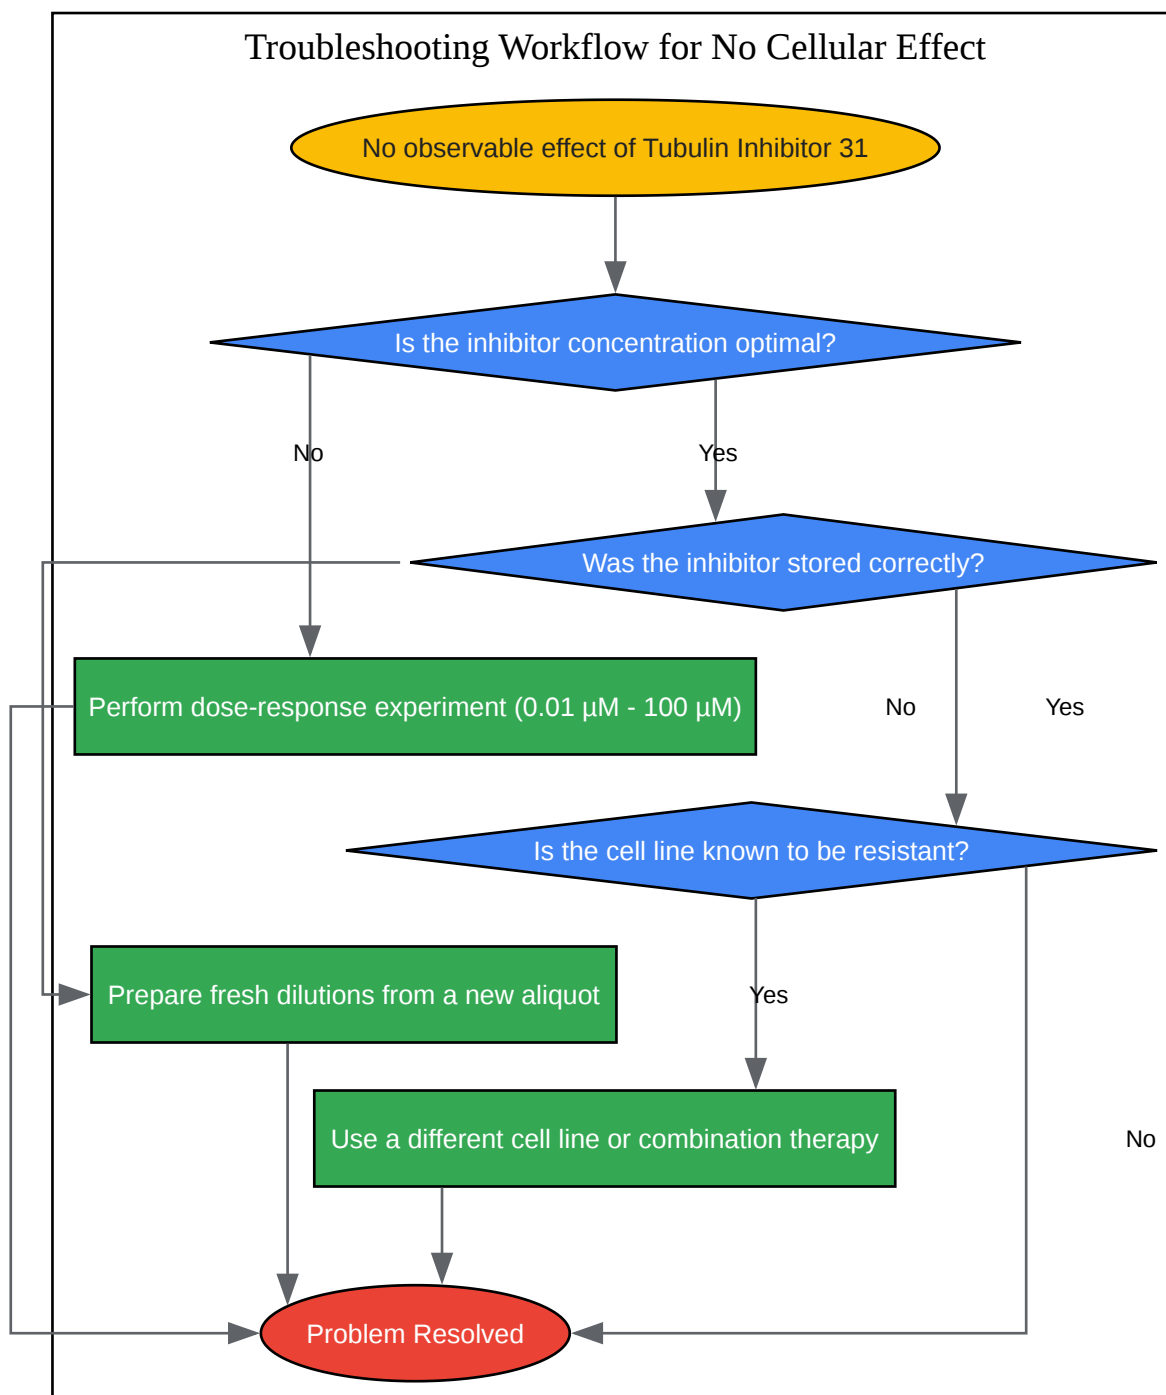 Troubleshooting Workflow for No Cellular Effect
No observable effect of Tubulin Inhibitor 31
Is the inhibitor concentration optimal?
No
Yes
Was the inhibitor stored correctly?
Perform dose-response experiment (0.01 µM - 100 µM)
No
Yes
Is the cell line known to be resistant?
Prepare fresh dilutions from a new aliquot
Yes
Use a different cell line or combination therapy
No
Problem Resolved